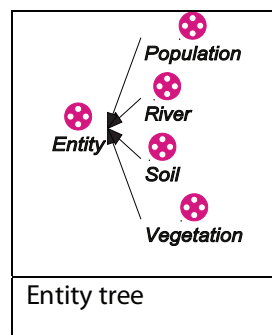 Population
River
Entity
Soil
Vegetation
Entity tree